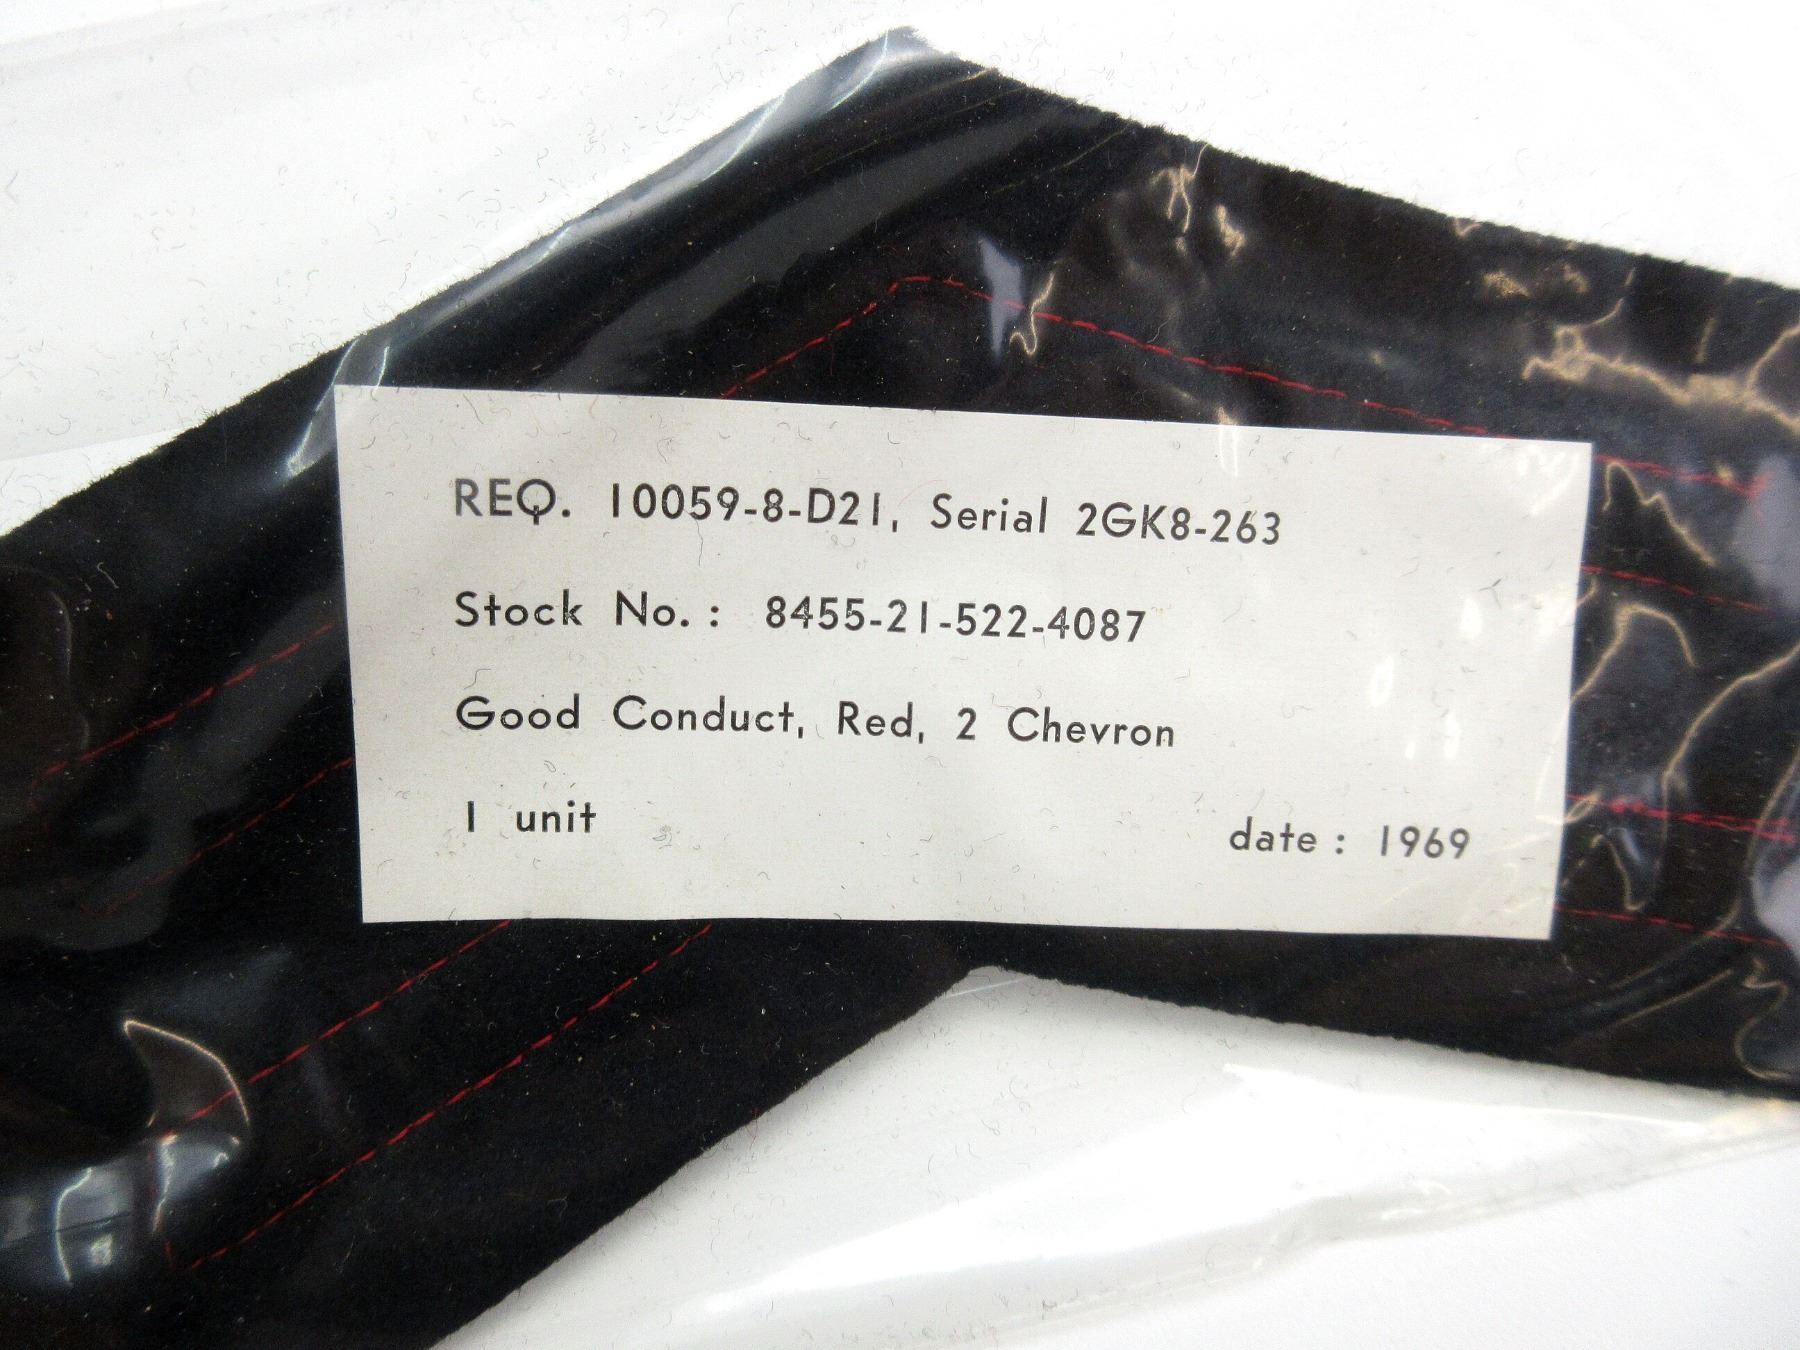 REQ. 10059-8-D21, Serial 2GK8-263
Stock No. : 8455-21-522-4087
Good Conduct, Red, 2 Chevron
1 unit
date : 1969